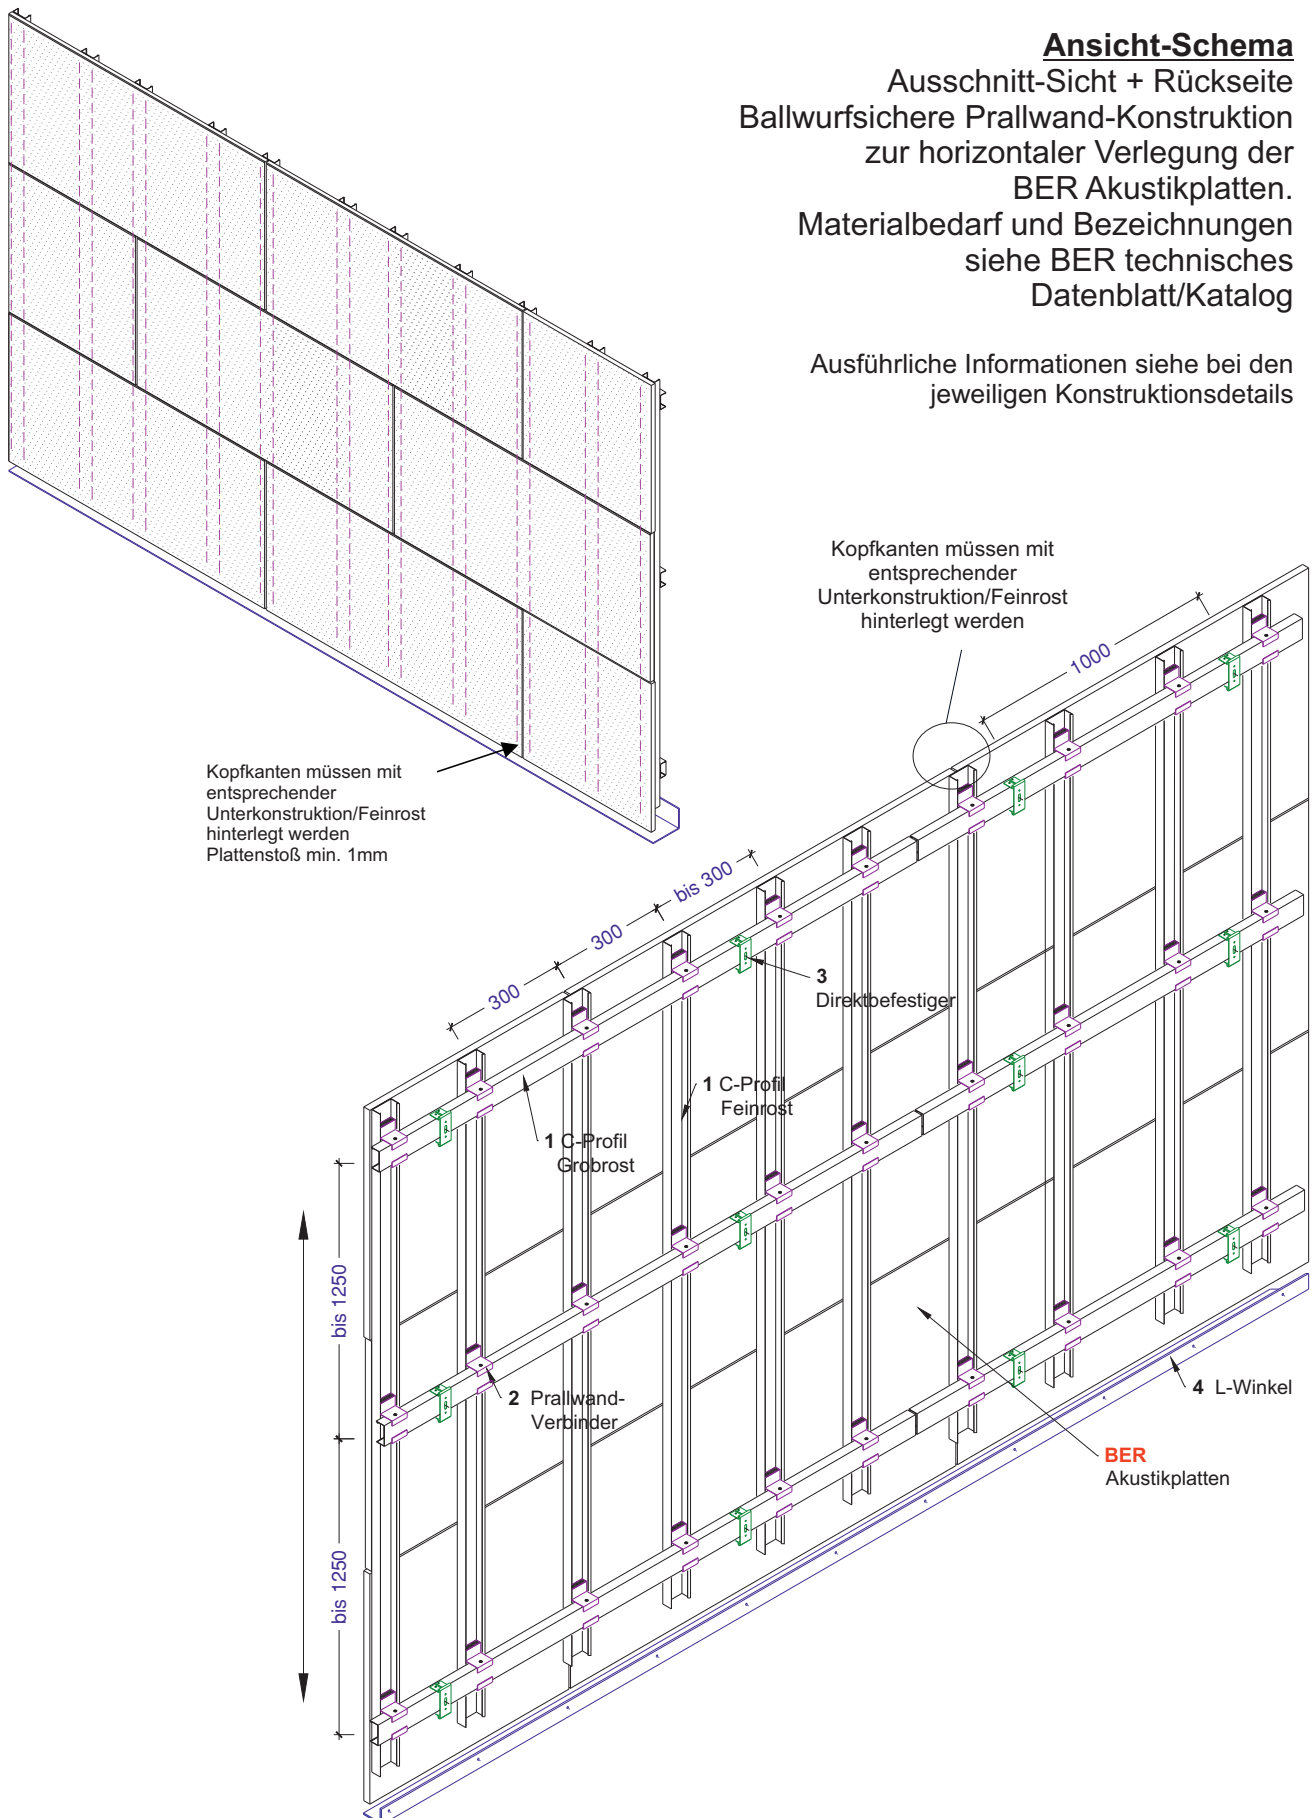 Ansicht-Schema
Ausschnitt-Sicht + Rückseite
Ballwurfsichere Prallwand-Konstruktion
zur horizontaler Verlegung der
BER Akustikplatten.
Materialbedarf und Bezeichnungen
siehe BER technisches
Datenblatt/Katalog
Ausführliche Informationen siehe bei den
jeweiligen Konstruktionsdetails
Kopfkanten müssen mit
entsprechender
Unterkonstruktion/Feinrost
hinterlegt werden
1000
Kopfkanten müssen mit
entsprechender
Unterkonstruktion/Feinrost
hinterlegt werden
Plattenstoß min. 1mm
bis 300
300
300
3
Direktbefestiger
1 C-Profil
Feinrost
1 C-Profil
Grobrost
bis 1250
2 Prallwand-
Verbinder
4 L-Winkel
BER
Akustikplatten
bis 1250